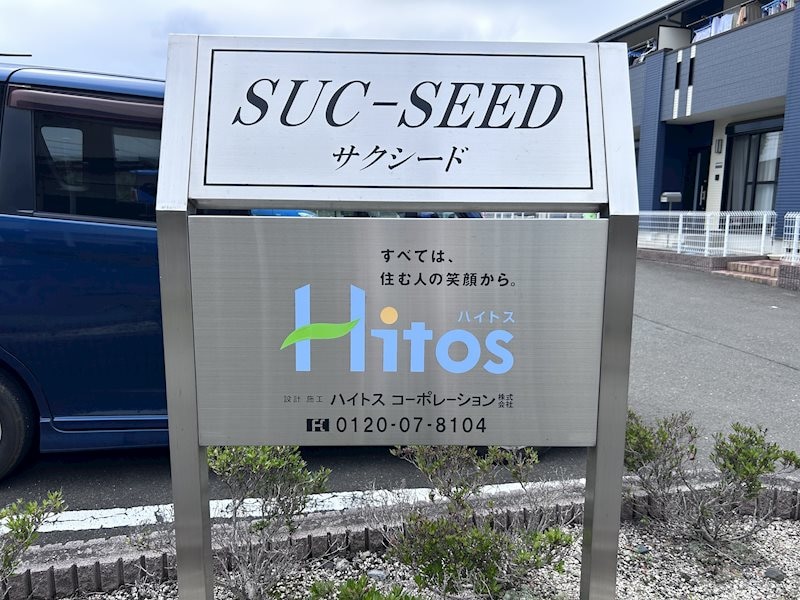 SUC-SEED
サクシード
すべては、
住む人の笑顔から。
ハイトス
Hitos
設計 施工 ハイトス コーポレーション株式会社
0120-07-8104